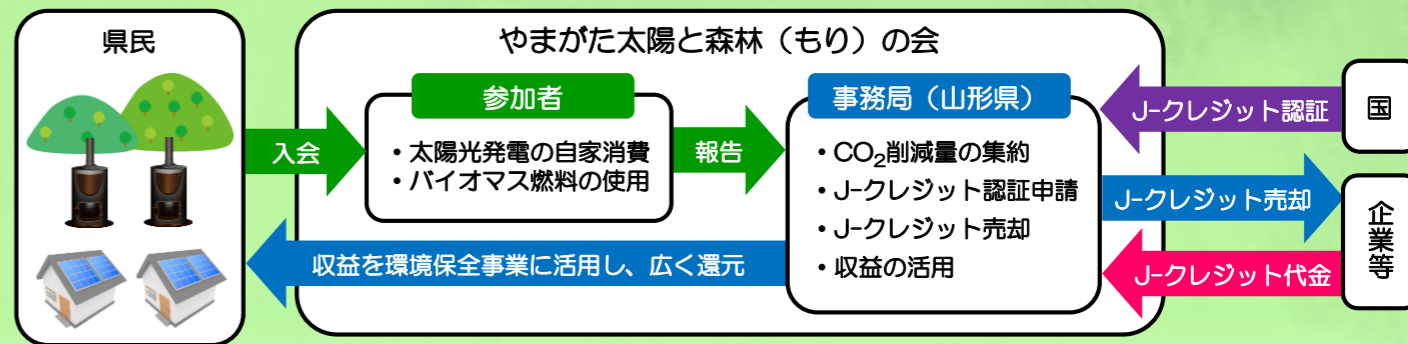 県民
やまがた太陽と森林（もり）の会
入会
参加者
・太陽光発電の自家消費
・バイオマス燃料の使用
報告
事務局（山形県）
・CO2削減量の集約
・J-クレジット認証申請
・J-クレジット売却
・収益の活用
収益を環境保全事業に活用し、広く還元
J-クレジット認証
国
J-クレジット売却
J-クレジット代金
企業等